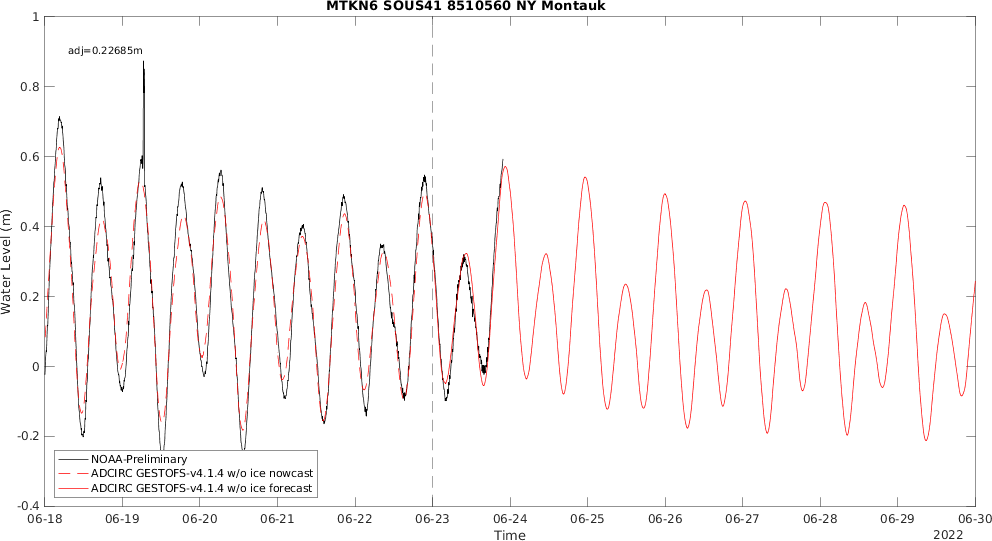 MTKN6 SOUS41 8510560 NY Montauk
adj=0.22685m
Water Level (m)
1
0.8
0.6
0.4
0.2
0
-0.2
-0.4
NOAA-Preliminary
ADCIRC GESTOFS-v4.1.4 w/o ice nowcast
ADCIRC GESTOFS-v4.1.4 w/o ice forecast
06-18 06-19 06-20 06-21 06-22 06-23 06-24 06-25 06-26 06-27 06-28 06-29 06-30
Time
2022